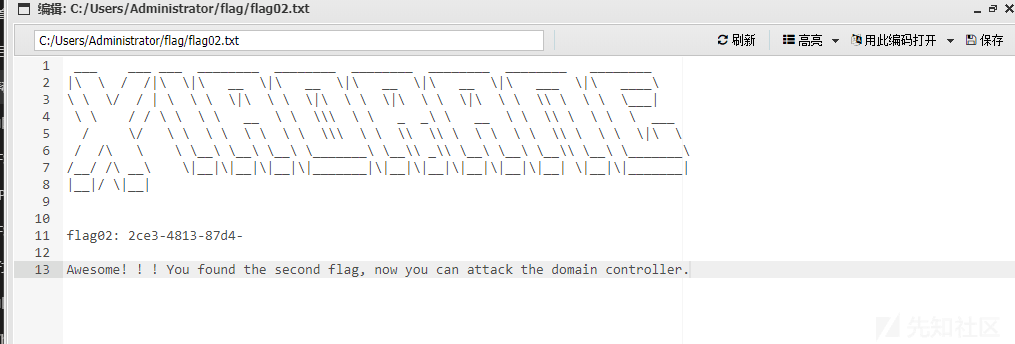 编辑: C:/Users/Administrator/flag/flag02.txt
C:/Users/Administrator/flag/flag02.txt
刷新 高亮 用此编码打开 保存
1
2
3
4
5
6
7
8
9
10
11 flag02: 2ce3-4813-87d4-
12
13 Awesome! ! ! You found the second flag, now you can attack the domain controller.
先知社区